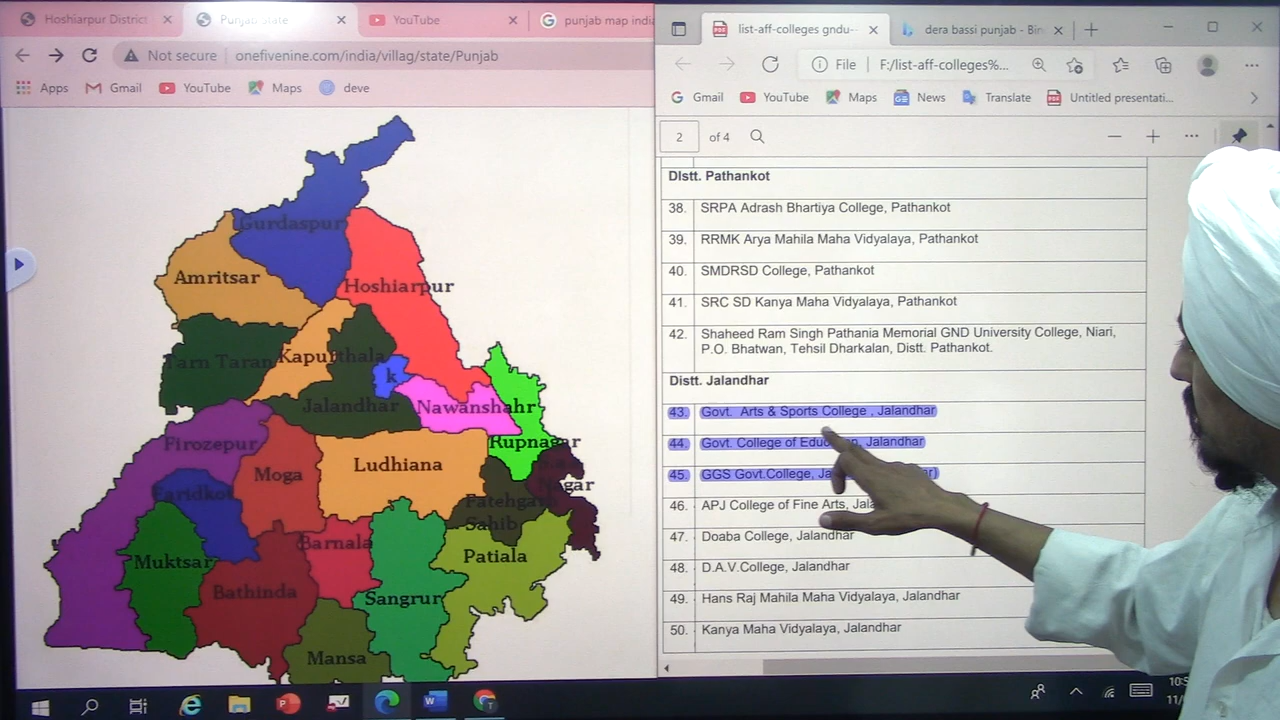 Hoshiarpur District
Punjab State
YouTube
punjab map india
Not secure
onefivenine.com/india/villag/state/Punjab
Apps
Gmail
YouTube
Maps
deve
Gurdaspur
Amritsar
Hoshiarpur
Tarn Taran
Kapurthala
k
Jalandhar
Nawanshahr
Firozepur
Rupnagar
Moga
Ludhiana
Nagar
Faridkot
Fatehgarh
Sahib
Barnala
Patiala
Muktsar
Bathinda
Sangrur
Mansa
list-aff-colleges gndu-
dera bassi punjab - Bin
File
F:/list-aff-colleges%...
Gmail
YouTube
Maps
News
Translate
Untitled presentati...
2
of 4
DIstt. Pathankot
38. SRPA Adrash Bhartiya College, Pathankot
39. RRMK Arya Mahila Maha Vidyalaya, Pathankot
40. SMDRSD College, Pathankot
41. SRC SD Kanya Maha Vidyalaya, Pathankot
42. Shaheed Ram Singh Pathania Memorial GND University College, Niari,
P.O. Bhatwan, Tehsil Dharkalan, Distt. Pathankot.
Distt. Jalandhar
43. Govt. Arts & Sports College , Jalandhar
44. Govt. College of Education, Jalandhar
45. GGS Govt.College, Ja
46. APJ College of Fine Arts, Jala
47. Doaba College, Jalandhar
48. D.A.V.College, Jalandhar
49. Hans Raj Mahila Maha Vidyalaya, Jalandhar
50. Kanya Maha Vidyalaya, Jalandhar
10:5
11/